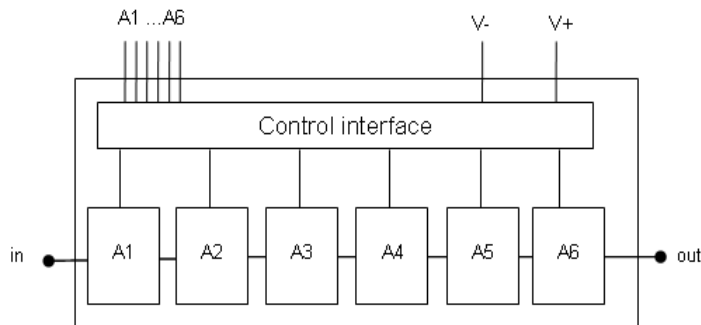 A1 ...A6 V- V+
Control interface
in A1 A2 A3 A4 A5 A6 out